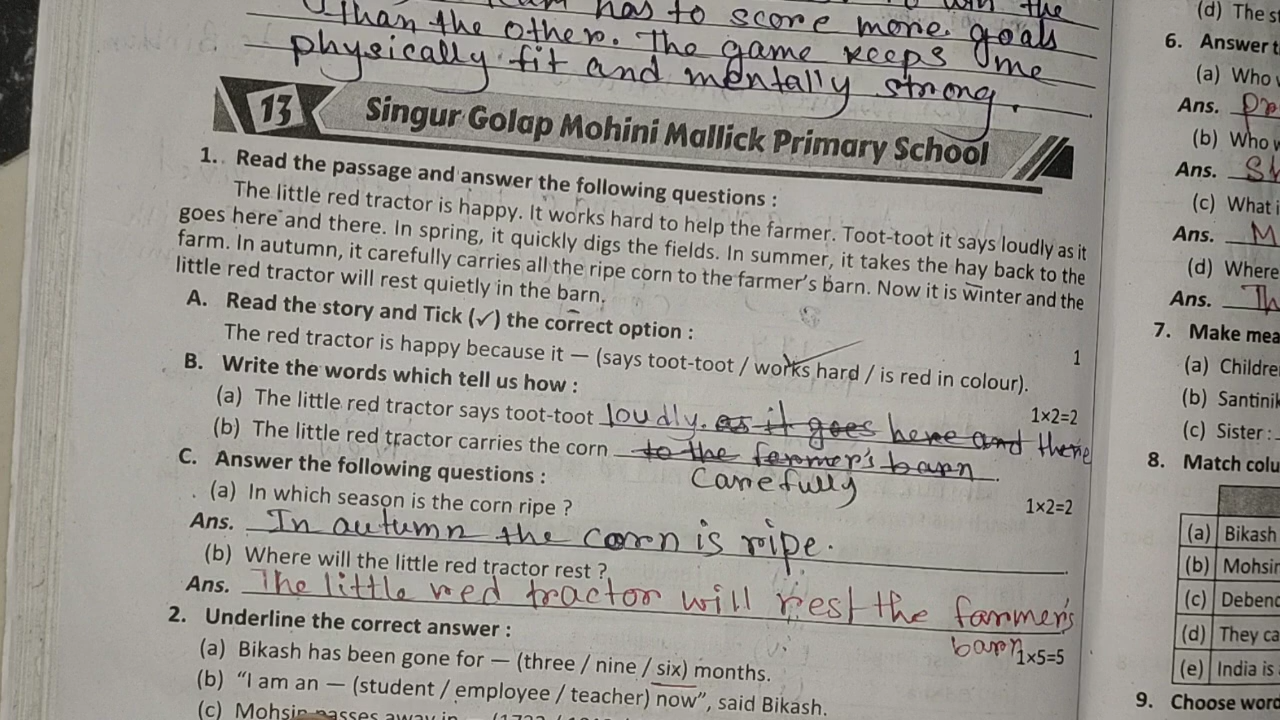 has to score more goals
than the other. The game keeps me
physically fit and mentally strong.
13 Singur Golap Mohini Mallick Primary School
1. Read the passage and answer the following questions :
The little red tractor is happy. It works hard to help the farmer. Toot-toot it says loudly as it
goes here and there. In spring, it quickly digs the fields. In summer, it takes the hay back to the
farm. In autumn, it carefully carries all the ripe corn to the farmer's barn. Now it is winter and the
little red tractor will rest quietly in the barn.
A. Read the story and Tick (✓) the correct option :
The red tractor is happy because it — (says toot-toot / works hard / is red in colour). 1
B. Write the words which tell us how : 1×2=2
(a) The little red tractor says toot-toot loudly. as it goes here and there
(b) The little red tractor carries the corn to the fermer's barn.
Carefully
C. Answer the following questions : 1×2=2
(a) In which season is the corn ripe ?
Ans. In autumn the corn is ripe.
(b) Where will the little red tractor rest ?
Ans. The little red tractor will rest the farmer's
barn
2. Underline the correct answer : 1×5=5
(a) Bikash has been gone for — (three / nine / six) months.
(b) “I am an — (student / employee / teacher) now”, said Bikash.
(c) Mohsin passes away in
(d) The
6. Answer
(a) Who
Ans.
(b) Who
Ans.
(c) What
Ans. M
(d) Where
Ans. Th
7. Make
(a)
(b)
(c) Sister :
8. Match
(a) Bikash
(b)
(c)
(d) They
(e) India is
9. Choose